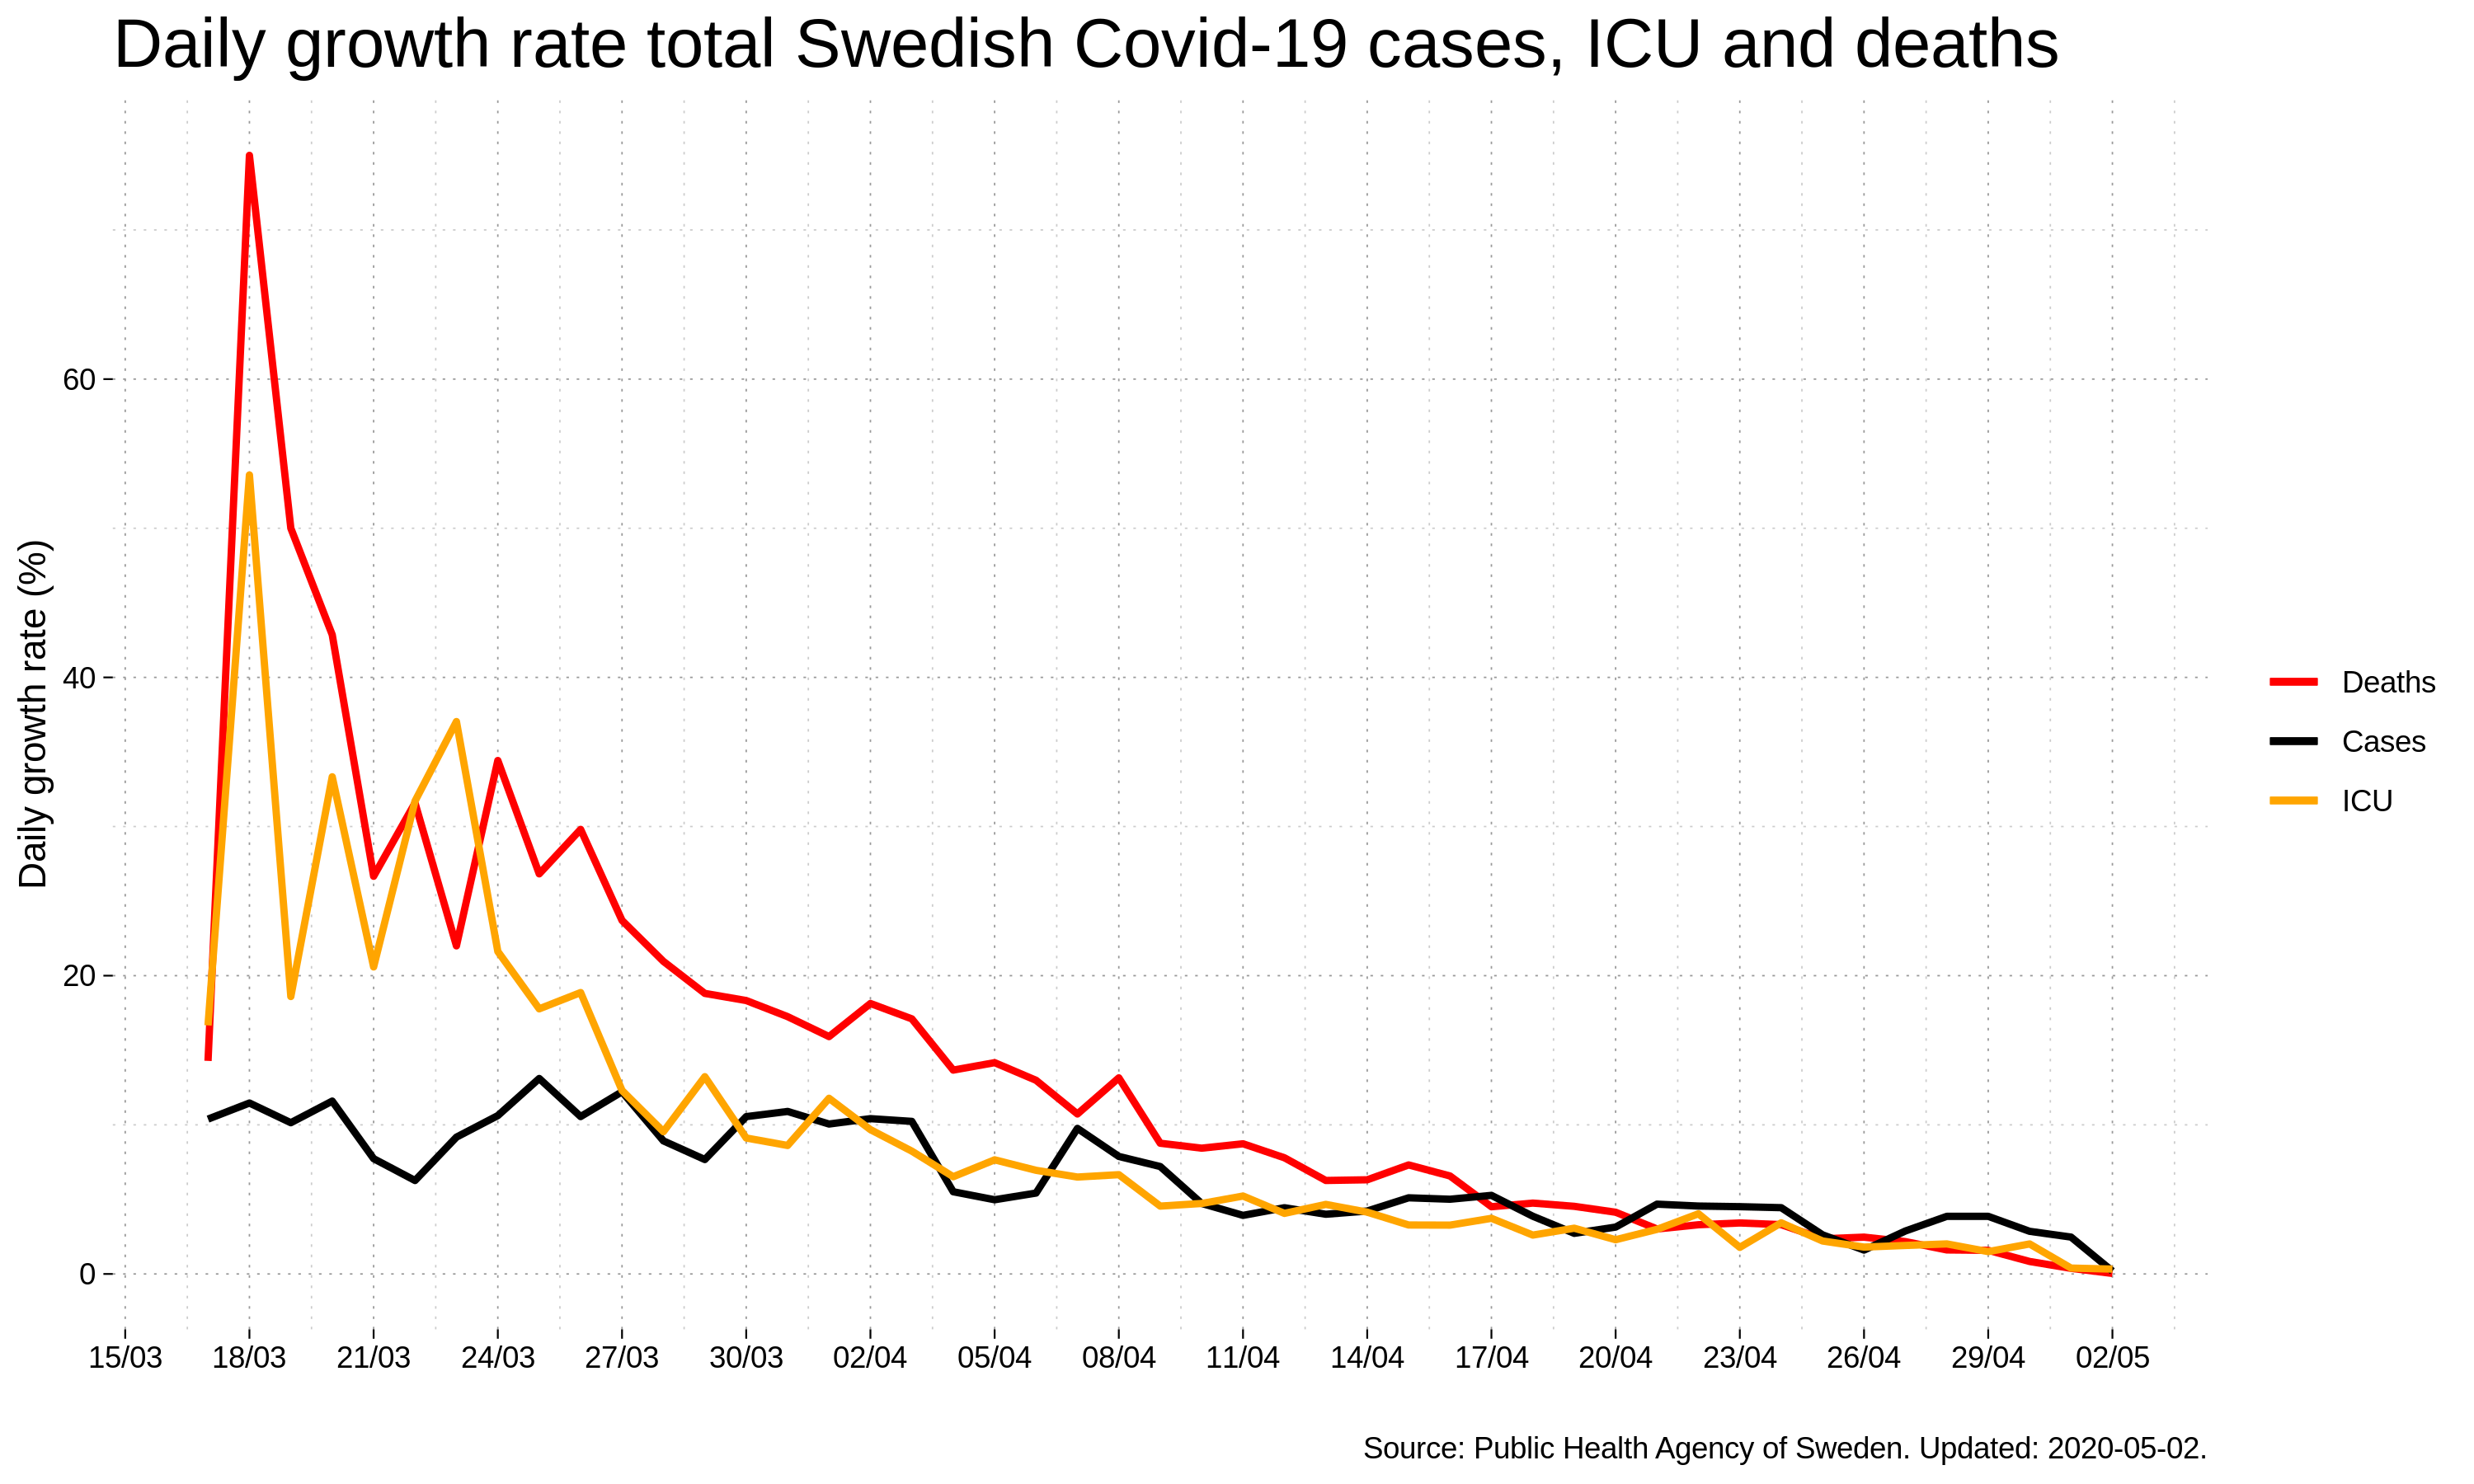 Daily growth rate total Swedish Covid-19 cases, ICU and deaths
Daily growth rate (%)
60
40
20
0
15/03 18/03 21/03 24/03 27/03 30/03 02/04 05/04 08/04 11/04 14/04 17/04 20/04 23/04 26/04 29/04 02/05
Deaths
Cases
ICU
Source: Public Health Agency of Sweden. Updated: 2020-05-02.